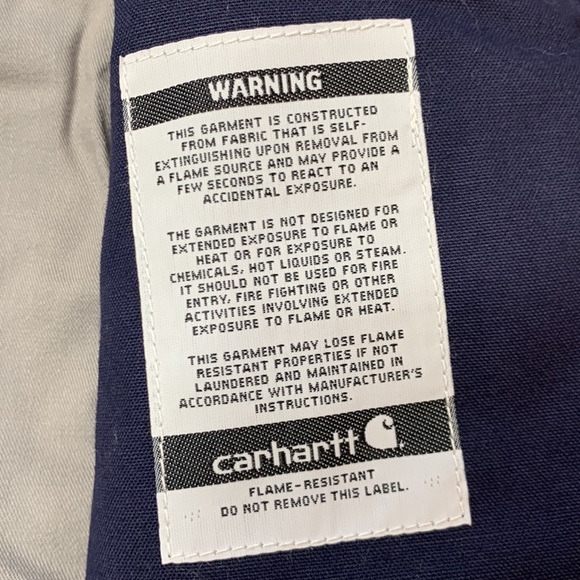 WARNING
THIS GARMENT IS CONSTRUCTED
FROM FABRIC THAT IS SELF-
EXTINGUISHING UPON REMOVAL FROM
A FLAME SOURCE AND MAY PROVIDE A
FEW SECONDS TO REACT TO AN
ACCIDENTAL EXPOSURE.
THE GARMENT IS NOT DESIGNED FOR
EXTENDED EXPOSURE TO FLAME OR
HEAT OR FOR EXPOSURE TO
CHEMICALS, HOT LIQUIDS OR STEAM.
IT SHOULD NOT BE USED FOR FIRE
ENTRY, FIRE FIGHTING OR OTHER
ACTIVITIES INVOLVING EXTENDED
EXPOSURE TO FLAME OR HEAT.
THIS GARMENT MAY LOSE FLAME
RESISTANT PROPERTIES IF NOT
LAUNDERED AND MAINTAINED IN
ACCORDANCE WITH MANUFACTURER'S
INSTRUCTIONS.
carhartt
FLAME-RESISTANT
DO NOT REMOVE THIS LABEL.